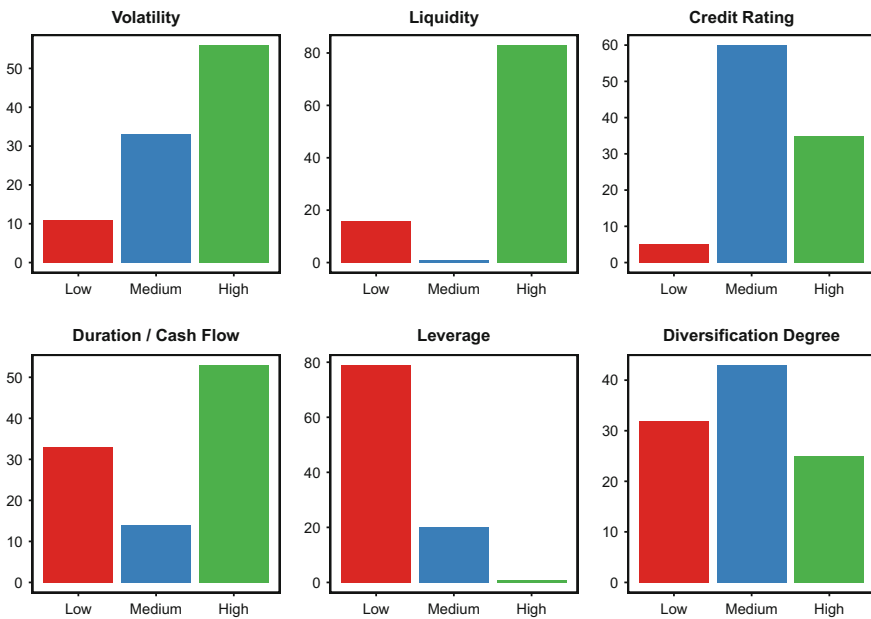 Volatility
50
40
30
20
10
0
Low Medium High
Liquidity
80
60
40
20
0
Low Medium High
Credit Rating
60
50
40
30
20
10
0
Low Medium High
Duration / Cash Flow
50
40
30
20
10
0
Low Medium High
Leverage
80
60
40
20
0
Low Medium High
Diversification Degree
40
30
20
10
0
Low Medium High